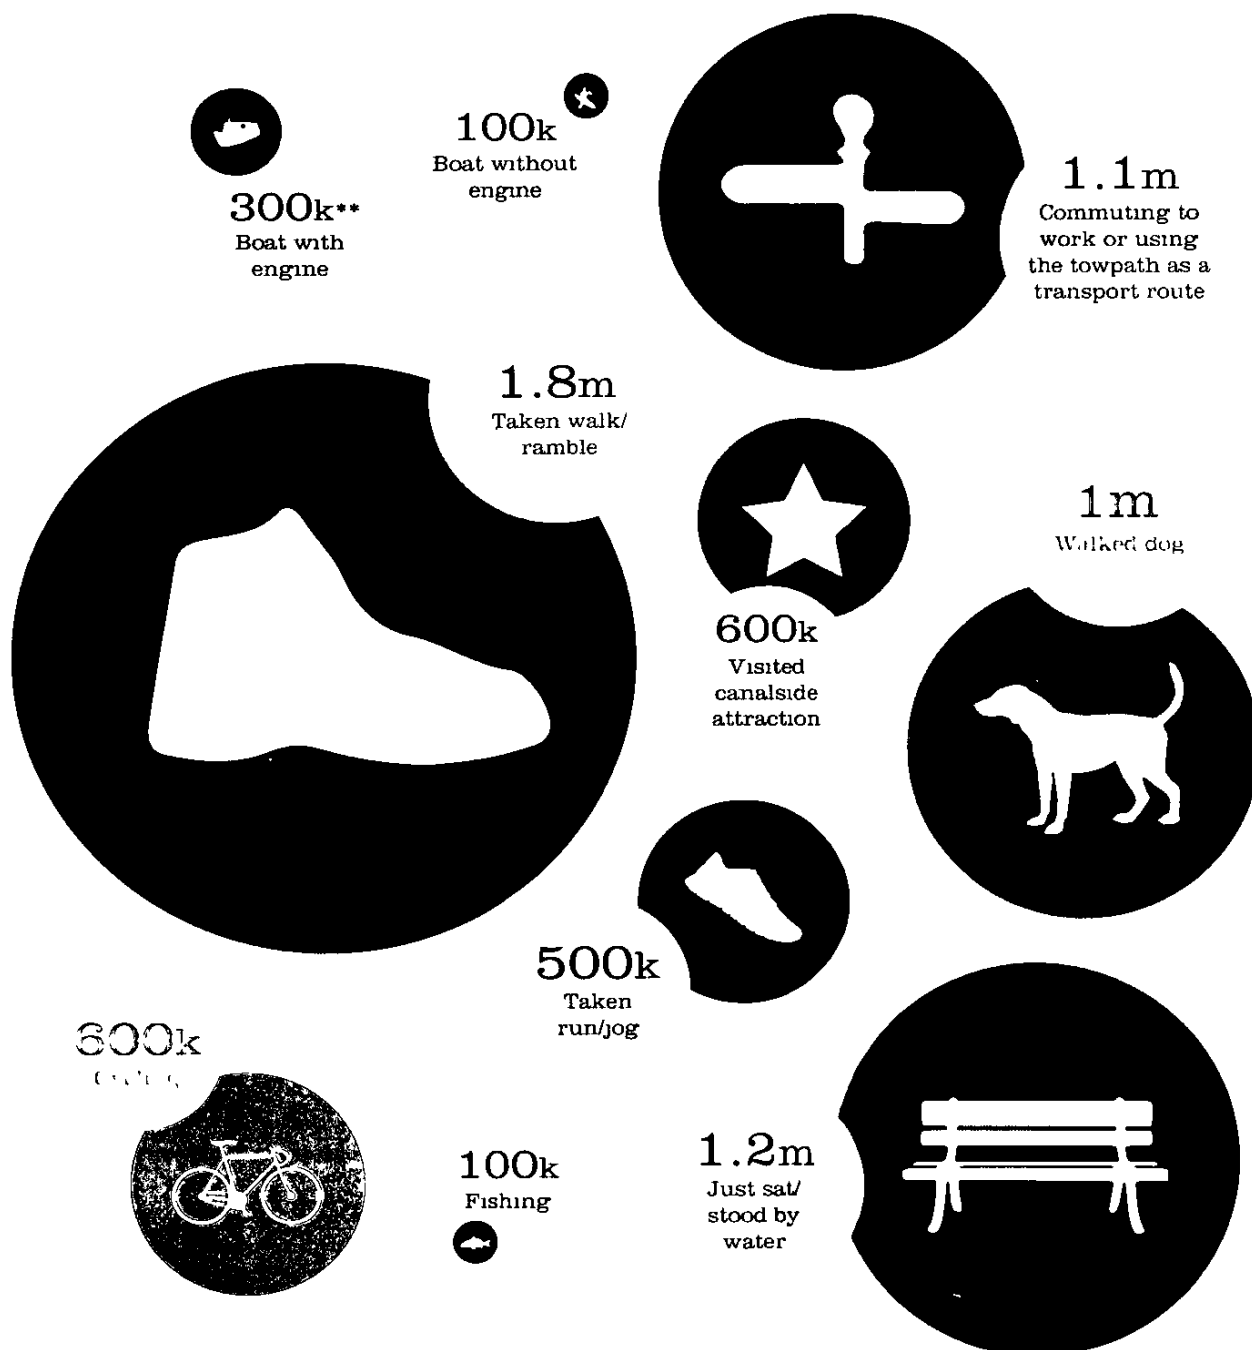 100k
Boat without
engine
300k**
Boat with
engine
1.1m
Commuting to
work or using
the towpath as a
transport route
1.8m
Taken walk/
ramble
1m
Walked dog
600k
Visited
canalside
attraction
500k
Taken
run/jog
600k
100k
Fishing
1.2m
Just sat/
stood by
water